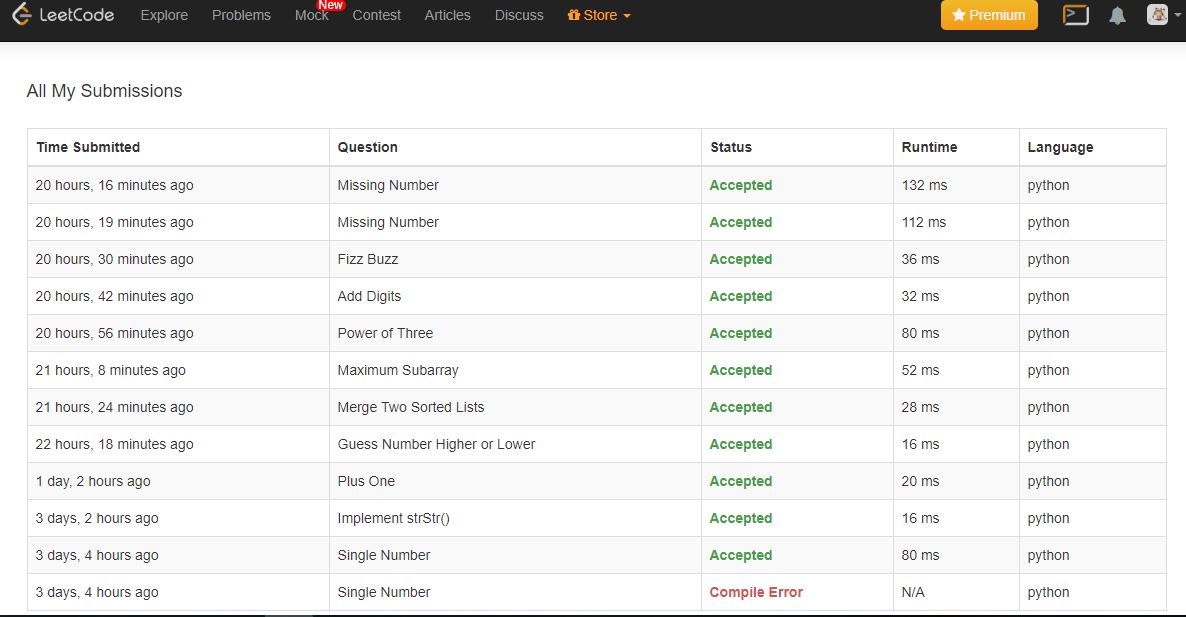 LeetCode Explore Problems Mock New Contest Articles Discuss Store Premium
All My Submissions
Time Submitted Question Status Runtime Language
20 hours, 16 minutes ago Missing Number Accepted 132 ms python
20 hours, 19 minutes ago Missing Number Accepted 112 ms python
20 hours, 30 minutes ago Fizz Buzz Accepted 36 ms python
20 hours, 42 minutes ago Add Digits Accepted 32 ms python
20 hours, 56 minutes ago Power of Three Accepted 80 ms python
21 hours, 8 minutes ago Maximum Subarray Accepted 52 ms python
21 hours, 24 minutes ago Merge Two Sorted Lists Accepted 28 ms python
22 hours, 18 minutes ago Guess Number Higher or Lower Accepted 16 ms python
1 day, 2 hours ago Plus One Accepted 20 ms python
3 days, 2 hours ago Implement strStr() Accepted 16 ms python
3 days, 4 hours ago Single Number Accepted 80 ms python
3 days, 4 hours ago Single Number Compile Error N/A python